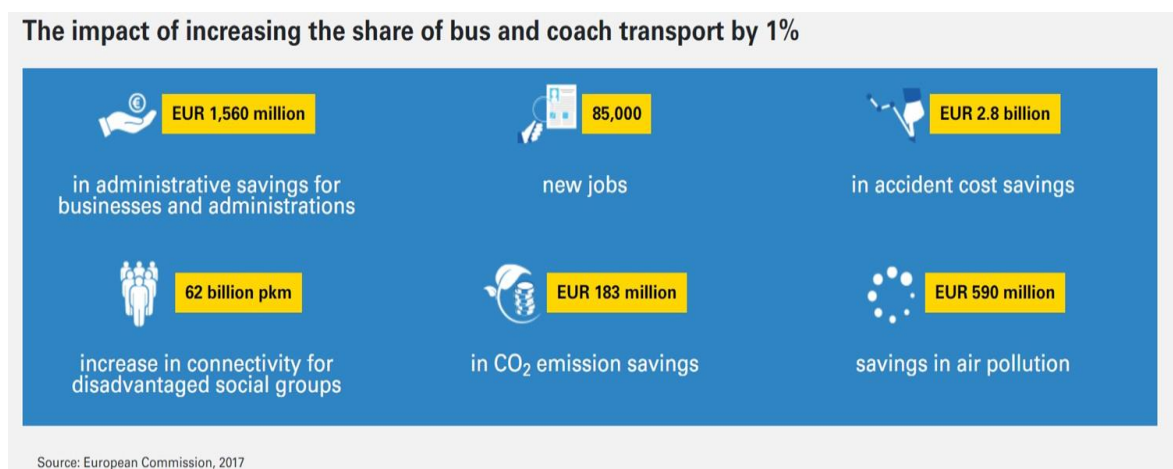 The impact of increasing the share of bus and coach transport by 1%
€
EUR 1,560 million
in administrative savings for
businesses and administrations
85,000
new jobs
EUR 2.8 billion
in accident cost savings
62 billion pkm
increase in connectivity for
disadvantaged social groups
EUR 183 million
in CO₂ emission savings
EUR 590 million
savings in air pollution
Source: European Commission, 2017